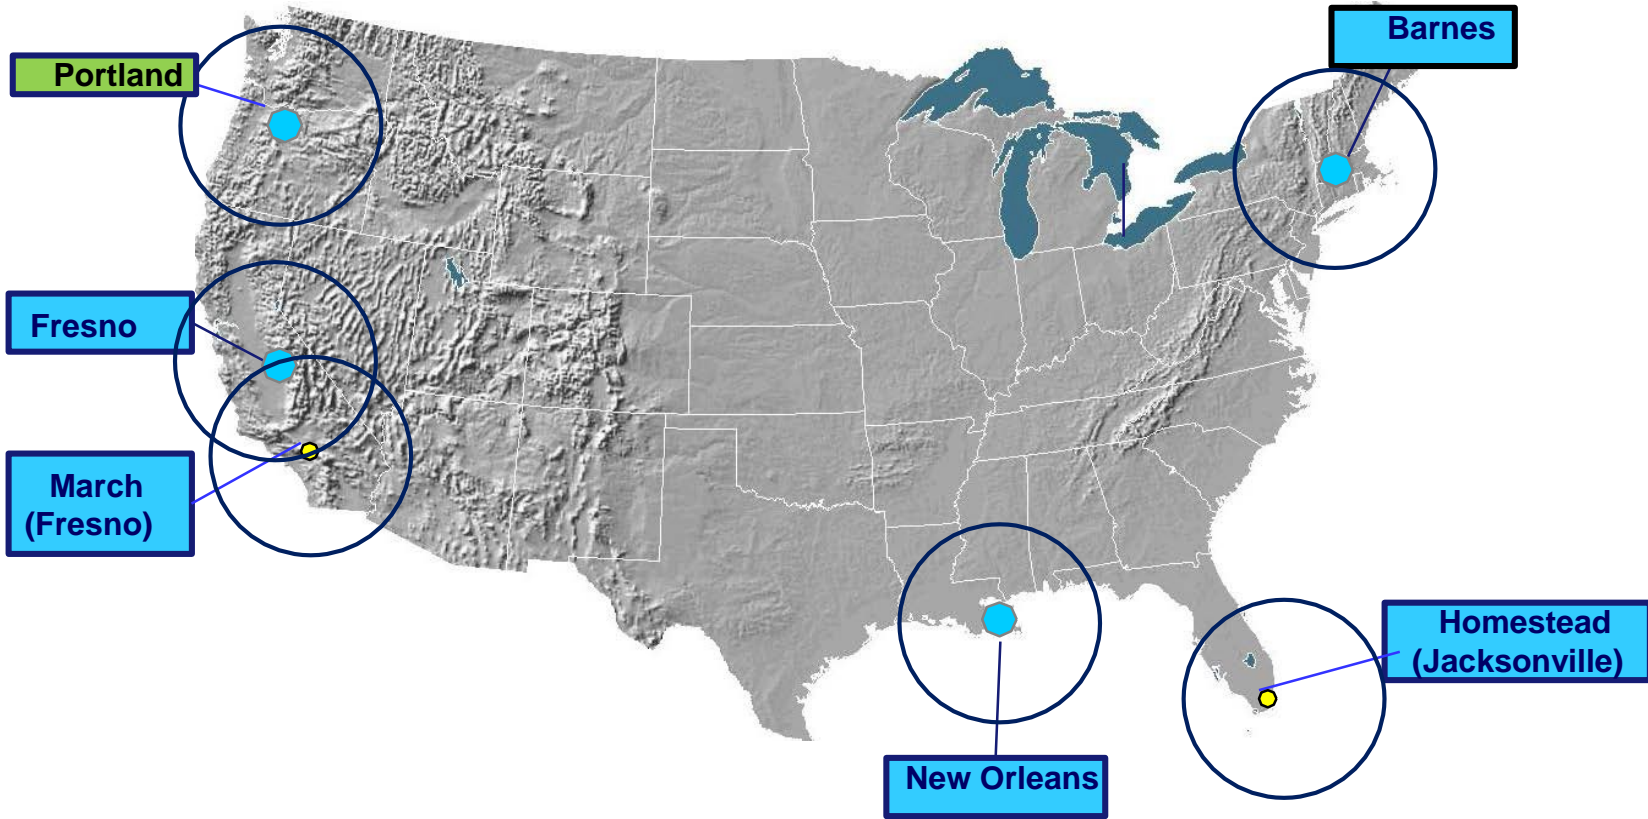 Barnes
Portland
Fresno
March
(Fresno)
Homestead
(Jacksonville)
New Orleans